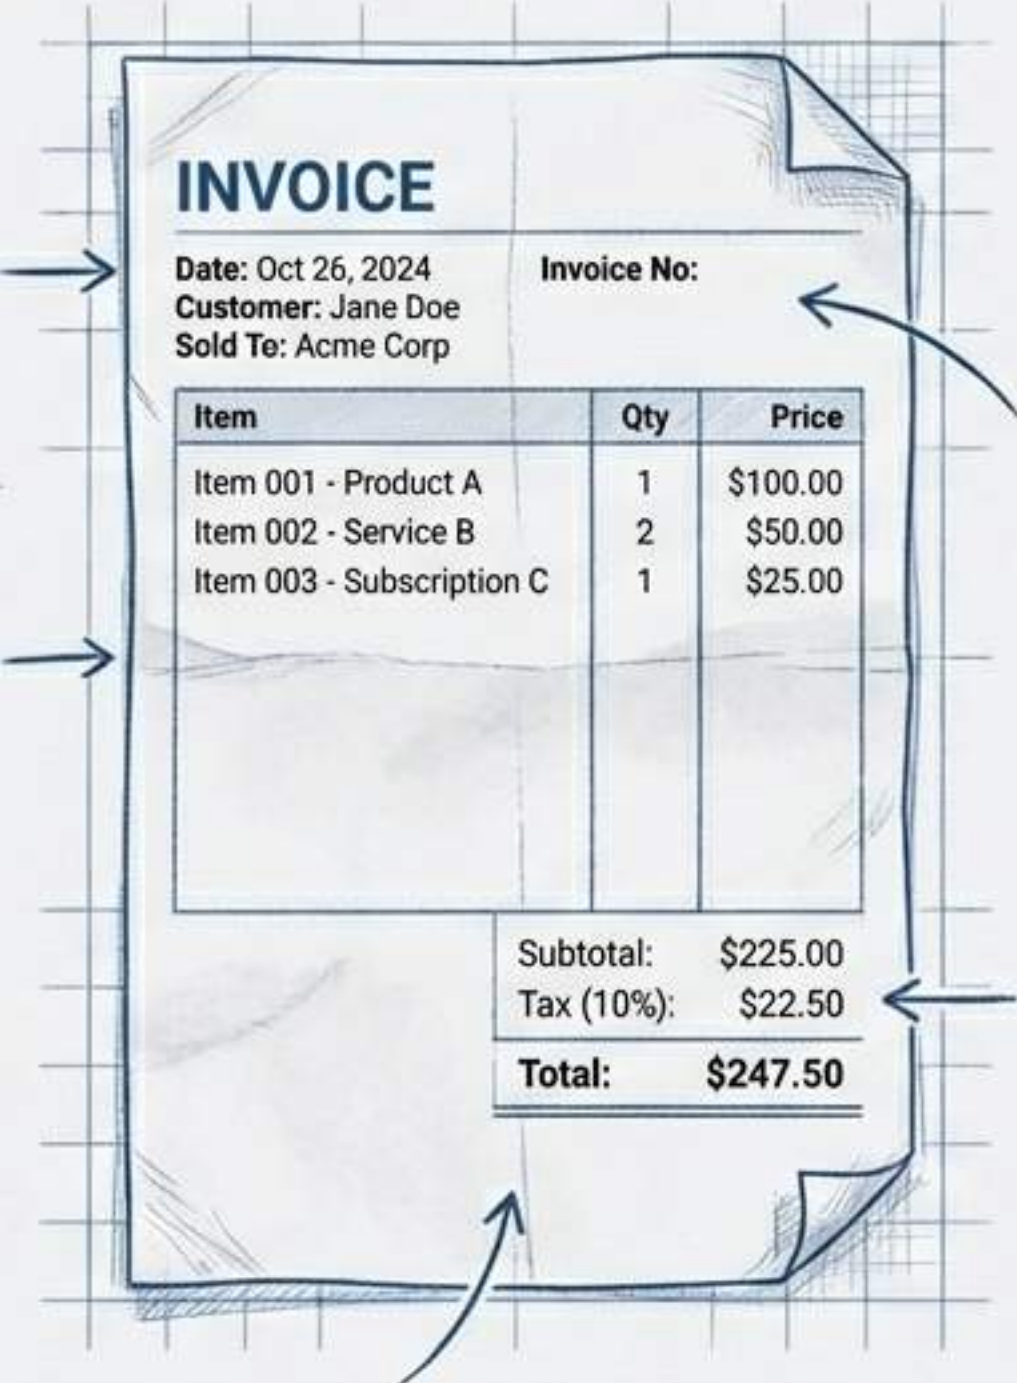 INVOICE
Date: Oct 26, 2024
Invoice No:
Customer: Jane Doe
Sold Te: Acme Corp
Item Qty Price
Item 001 - Product A 1 $100.00
Item 002 - Service B 2 $50.00
Item 003 - Subscription C 1 $25.00
Subtotal: $225.00
Tax (10%): $22.50
Total: $247.50